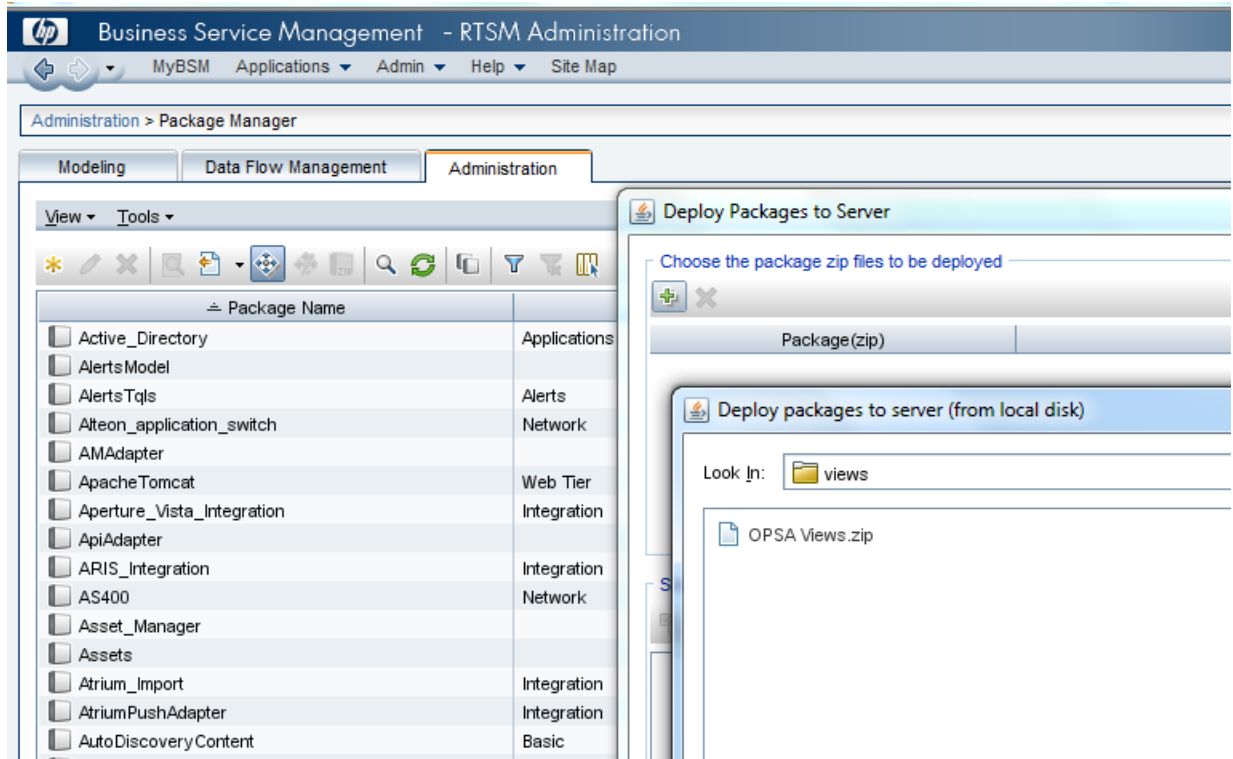 hp Business Service Management - RTSM Administration
MyBSM Applications Admin Help Site Map
Administration > Package Manager
Modeling Data Flow Management Administration
View Tools
Package Name
Active_Directory Applications
AlertsModel
AlertsTqls Alerts
Alteon_application_switch Network
AMAdapter
ApacheTomcat Web Tier
Aperture_Vista_Integration Integration
ApiAdapter
ARIS_Integration Integration
AS400 Network
Asset_Manager
Assets
Atrium_Import Integration
AtriumPushAdapter Integration
AutoDiscoveryContent Basic
Deploy Packages to Server
Choose the package zip files to be deployed
Package(zip)
S
Deploy packages to server (from local disk)
Look In: views
OPSA Views.zip